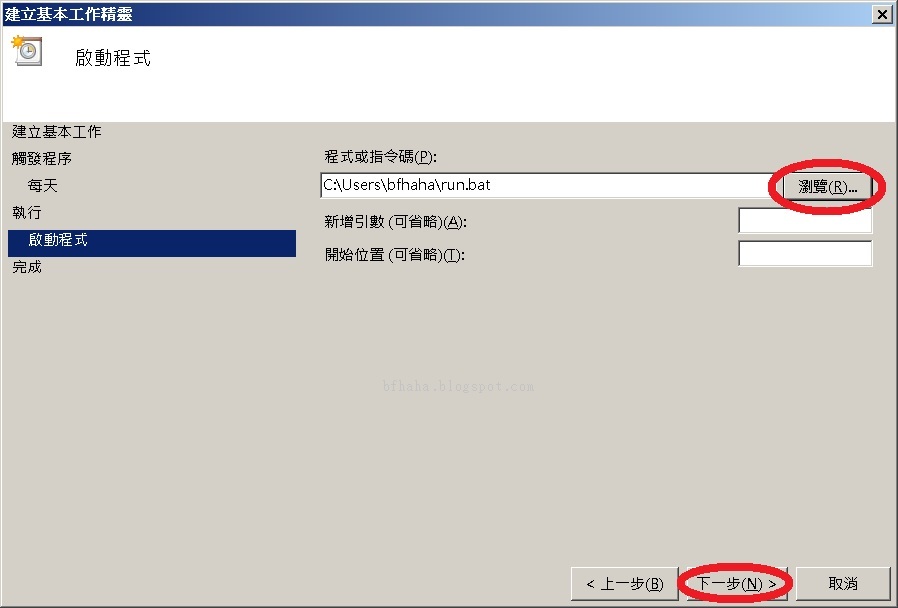 建立基本工作精靈
啟動程式
建立基本工作
觸發程序
每天
執行
啟動程式
完成
程式或指令碼(P):
C:\Users\bfhaha\run.bat
瀏覽(R)...
新增引數 (可省略)(A):
開始位置 (可省略)(T):
bfhaha.blogspot.com
< 上一步(B)
下一步(N) >
取消